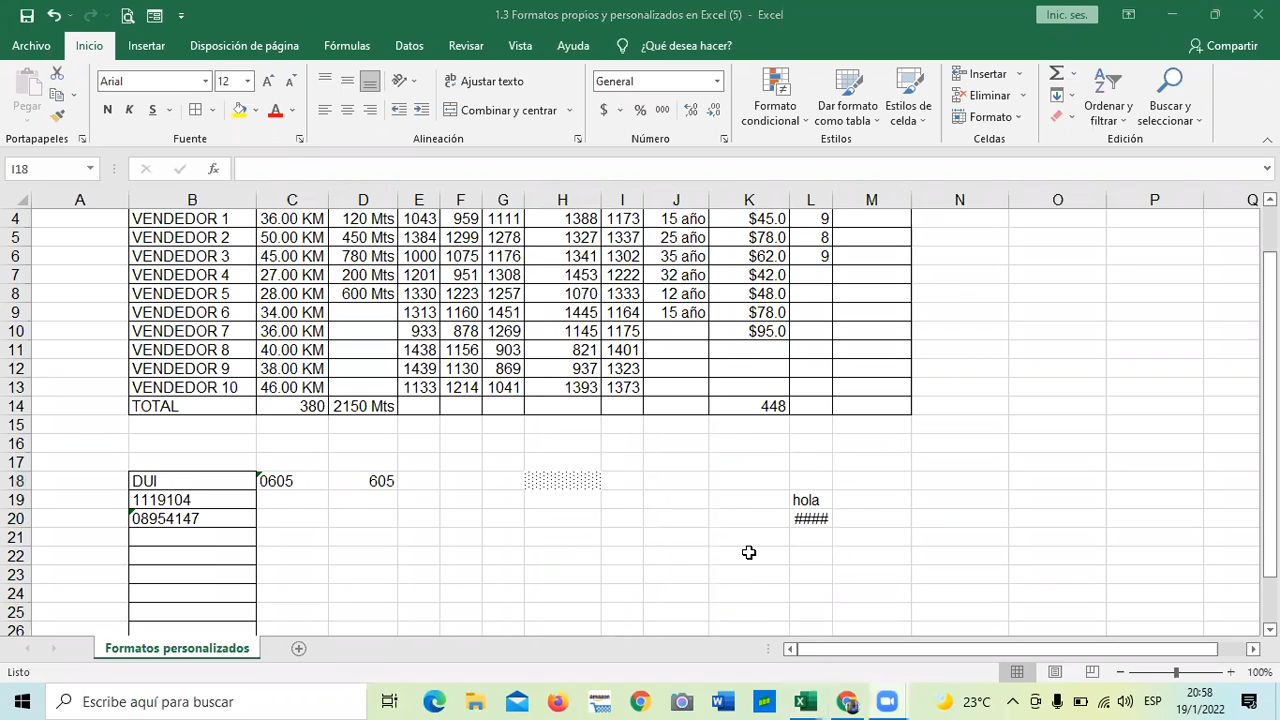 1.3 Formatos propios y personalizados en Excel (5) - Excel
Inic. ses.
Archivo Inicio Insertar Disposición de página Fórmulas Datos Revisar Vista Ayuda ¿Qué desea hacer? Compartir
Pegar
Arial 12
N K S
Ajustar texto
Combinar y centrar
General
$ % 000
Formato condicional
Dar formato como tabla
Estilos de celda
Insertar
Eliminar
Formato
Ordenar y filtrar
Buscar y seleccionar
Portapapeles Fuente Alineación Número Estilos Celdas Edición
I18 fx
A B C D E F G H I J K L M N O P Q
4 VENDEDOR 1 36.00 KM 120 Mts 1043 959 1111 1388 1173 15 año $45.0 9
5 VENDEDOR 2 50.00 KM 450 Mts 1384 1299 1278 1327 1337 25 año $78.0 8
6 VENDEDOR 3 45.00 KM 780 Mts 1000 1075 1176 1341 1302 35 año $62.0 9
7 VENDEDOR 4 27.00 KM 200 Mts 1201 951 1308 1453 1222 32 año $42.0
8 VENDEDOR 5 28.00 KM 600 Mts 1330 1223 1257 1070 1333 12 año $48.0
9 VENDEDOR 6 34.00 KM 1313 1160 1451 1445 1164 15 año $78.0
10 VENDEDOR 7 36.00 KM 933 878 1269 1145 1175 $95.0
11 VENDEDOR 8 40.00 KM 1438 1156 903 821 1401
12 VENDEDOR 9 38.00 KM 1439 1130 869 937 1323
13 VENDEDOR 10 46.00 KM 1133 1214 1041 1393 1373
14 TOTAL 380 2150 Mts 448
15
16
17
18 DUI 0605 605
19 1119104 hola
20 08954147 ####
21
22
23
24
25
26
Formatos personalizados
Listo 100%
Escribe aquí para buscar 23°C ESP 20:58
19/1/2022